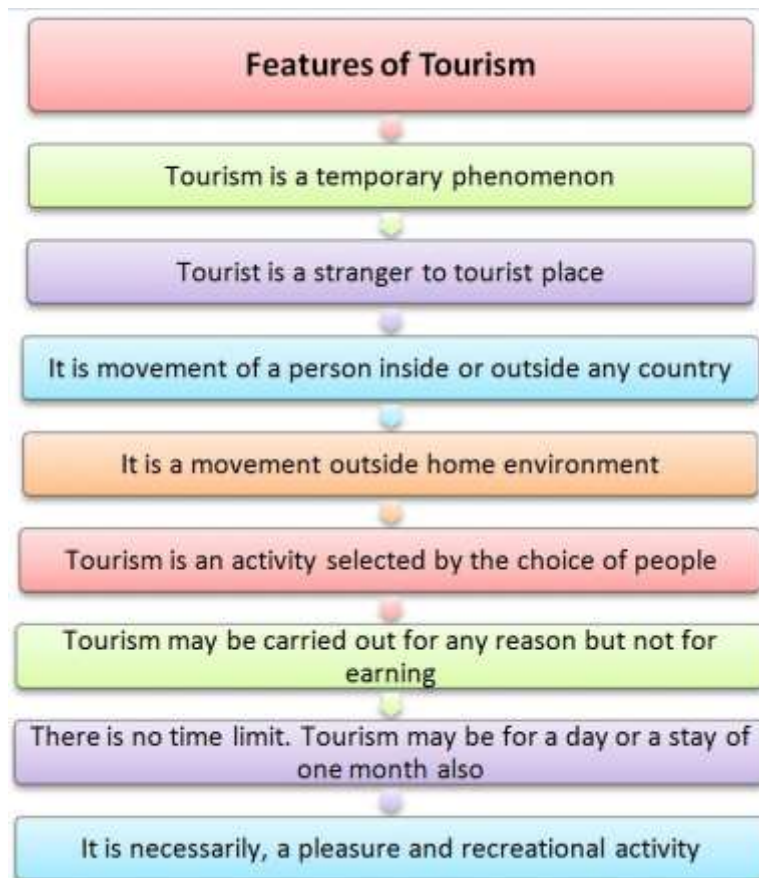 Features of Tourism
Tourism is a temporary phenomenon
Tourist is a stranger to tourist place
It is movement of a person inside or outside any country
It is a movement outside home environment
Tourism is an activity selected by the choice of people
Tourism may be carried out for any reason but not for
earning
There is no time limit. Tourism may be for a day or a stay of
one month also
It is necessarily, a pleasure and recreational activity